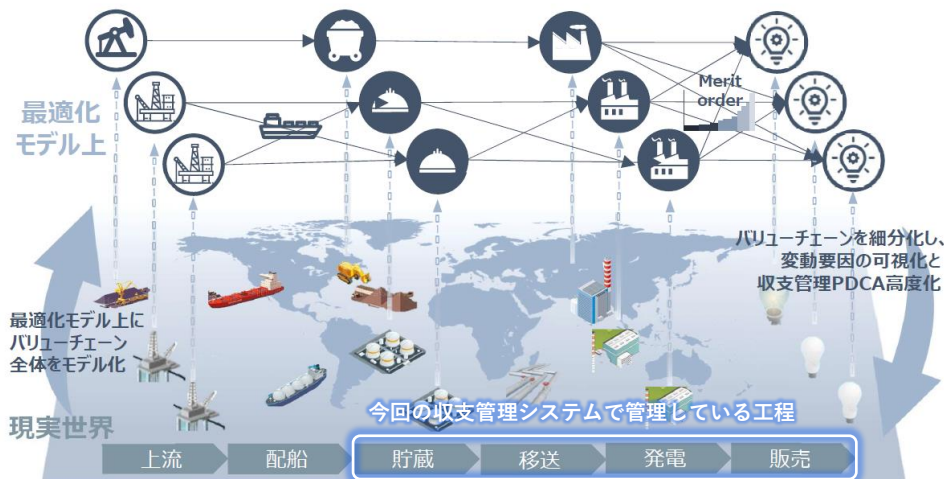 最適化
モデル上
Merit
order
バリューチェーンを細分化し、
変動要因の可視化と
収支管理PDCA高度化
最適化モデル上に
バリューチェーン
全体をモデル化
現実世界
今回の収支管理システムで管理している工程
上流
配船
貯蔵
移送
発電
販売